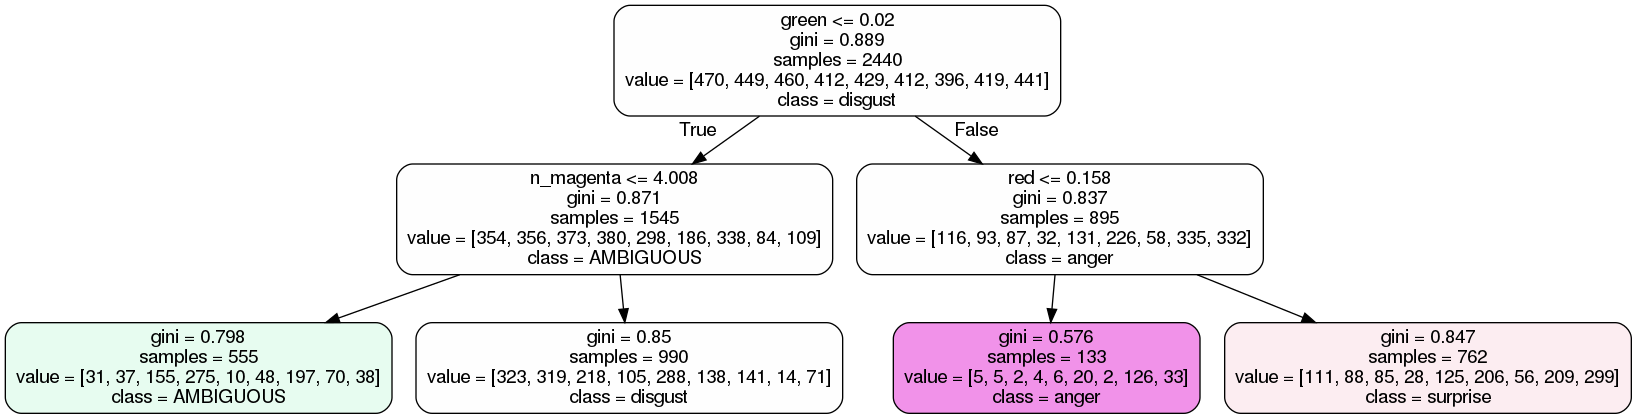 green <= 0.02
gini = 0.889
samples = 2440
value = [470, 449, 460, 412, 429, 412, 396, 419, 441]
class = disgust
True
False
n_magenta <= 4.008
gini = 0.871
samples = 1545
value = [354, 356, 373, 380, 298, 186, 338, 84, 109]
class = AMBIGUOUS
red <= 0.158
gini = 0.837
samples = 895
value = [116, 93, 87, 32, 131, 226, 58, 335, 332]
class = anger
gini = 0.798
samples = 555
value = [31, 37, 155, 275, 10, 48, 197, 70, 38]
class = AMBIGUOUS
gini = 0.85
samples = 990
value = [323, 319, 218, 105, 288, 138, 141, 14, 71]
class = disgust
gini = 0.576
samples = 133
value = [5, 5, 2, 4, 6, 20, 2, 126, 33]
class = anger
gini = 0.847
samples = 762
value = [111, 88, 85, 28, 125, 206, 56, 209, 299]
class = surprise